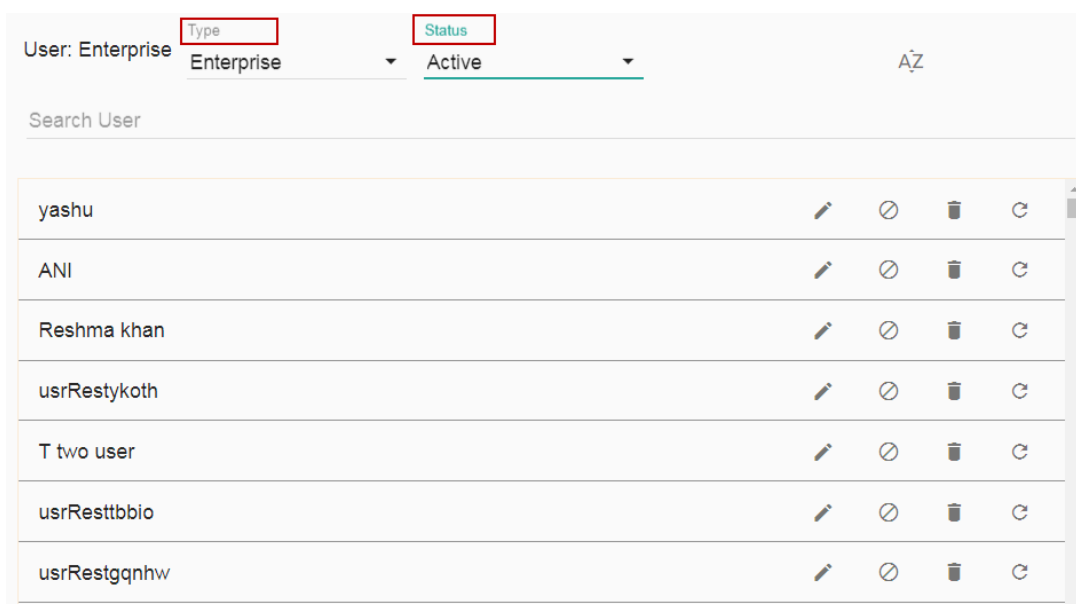 Type
Status
User: Enterprise
Enterprise
Active
AZ
Search User
yashu
ANI
Reshma khan
usrRestykoth
T two user
usrResttbbio
usrRestgqnhw